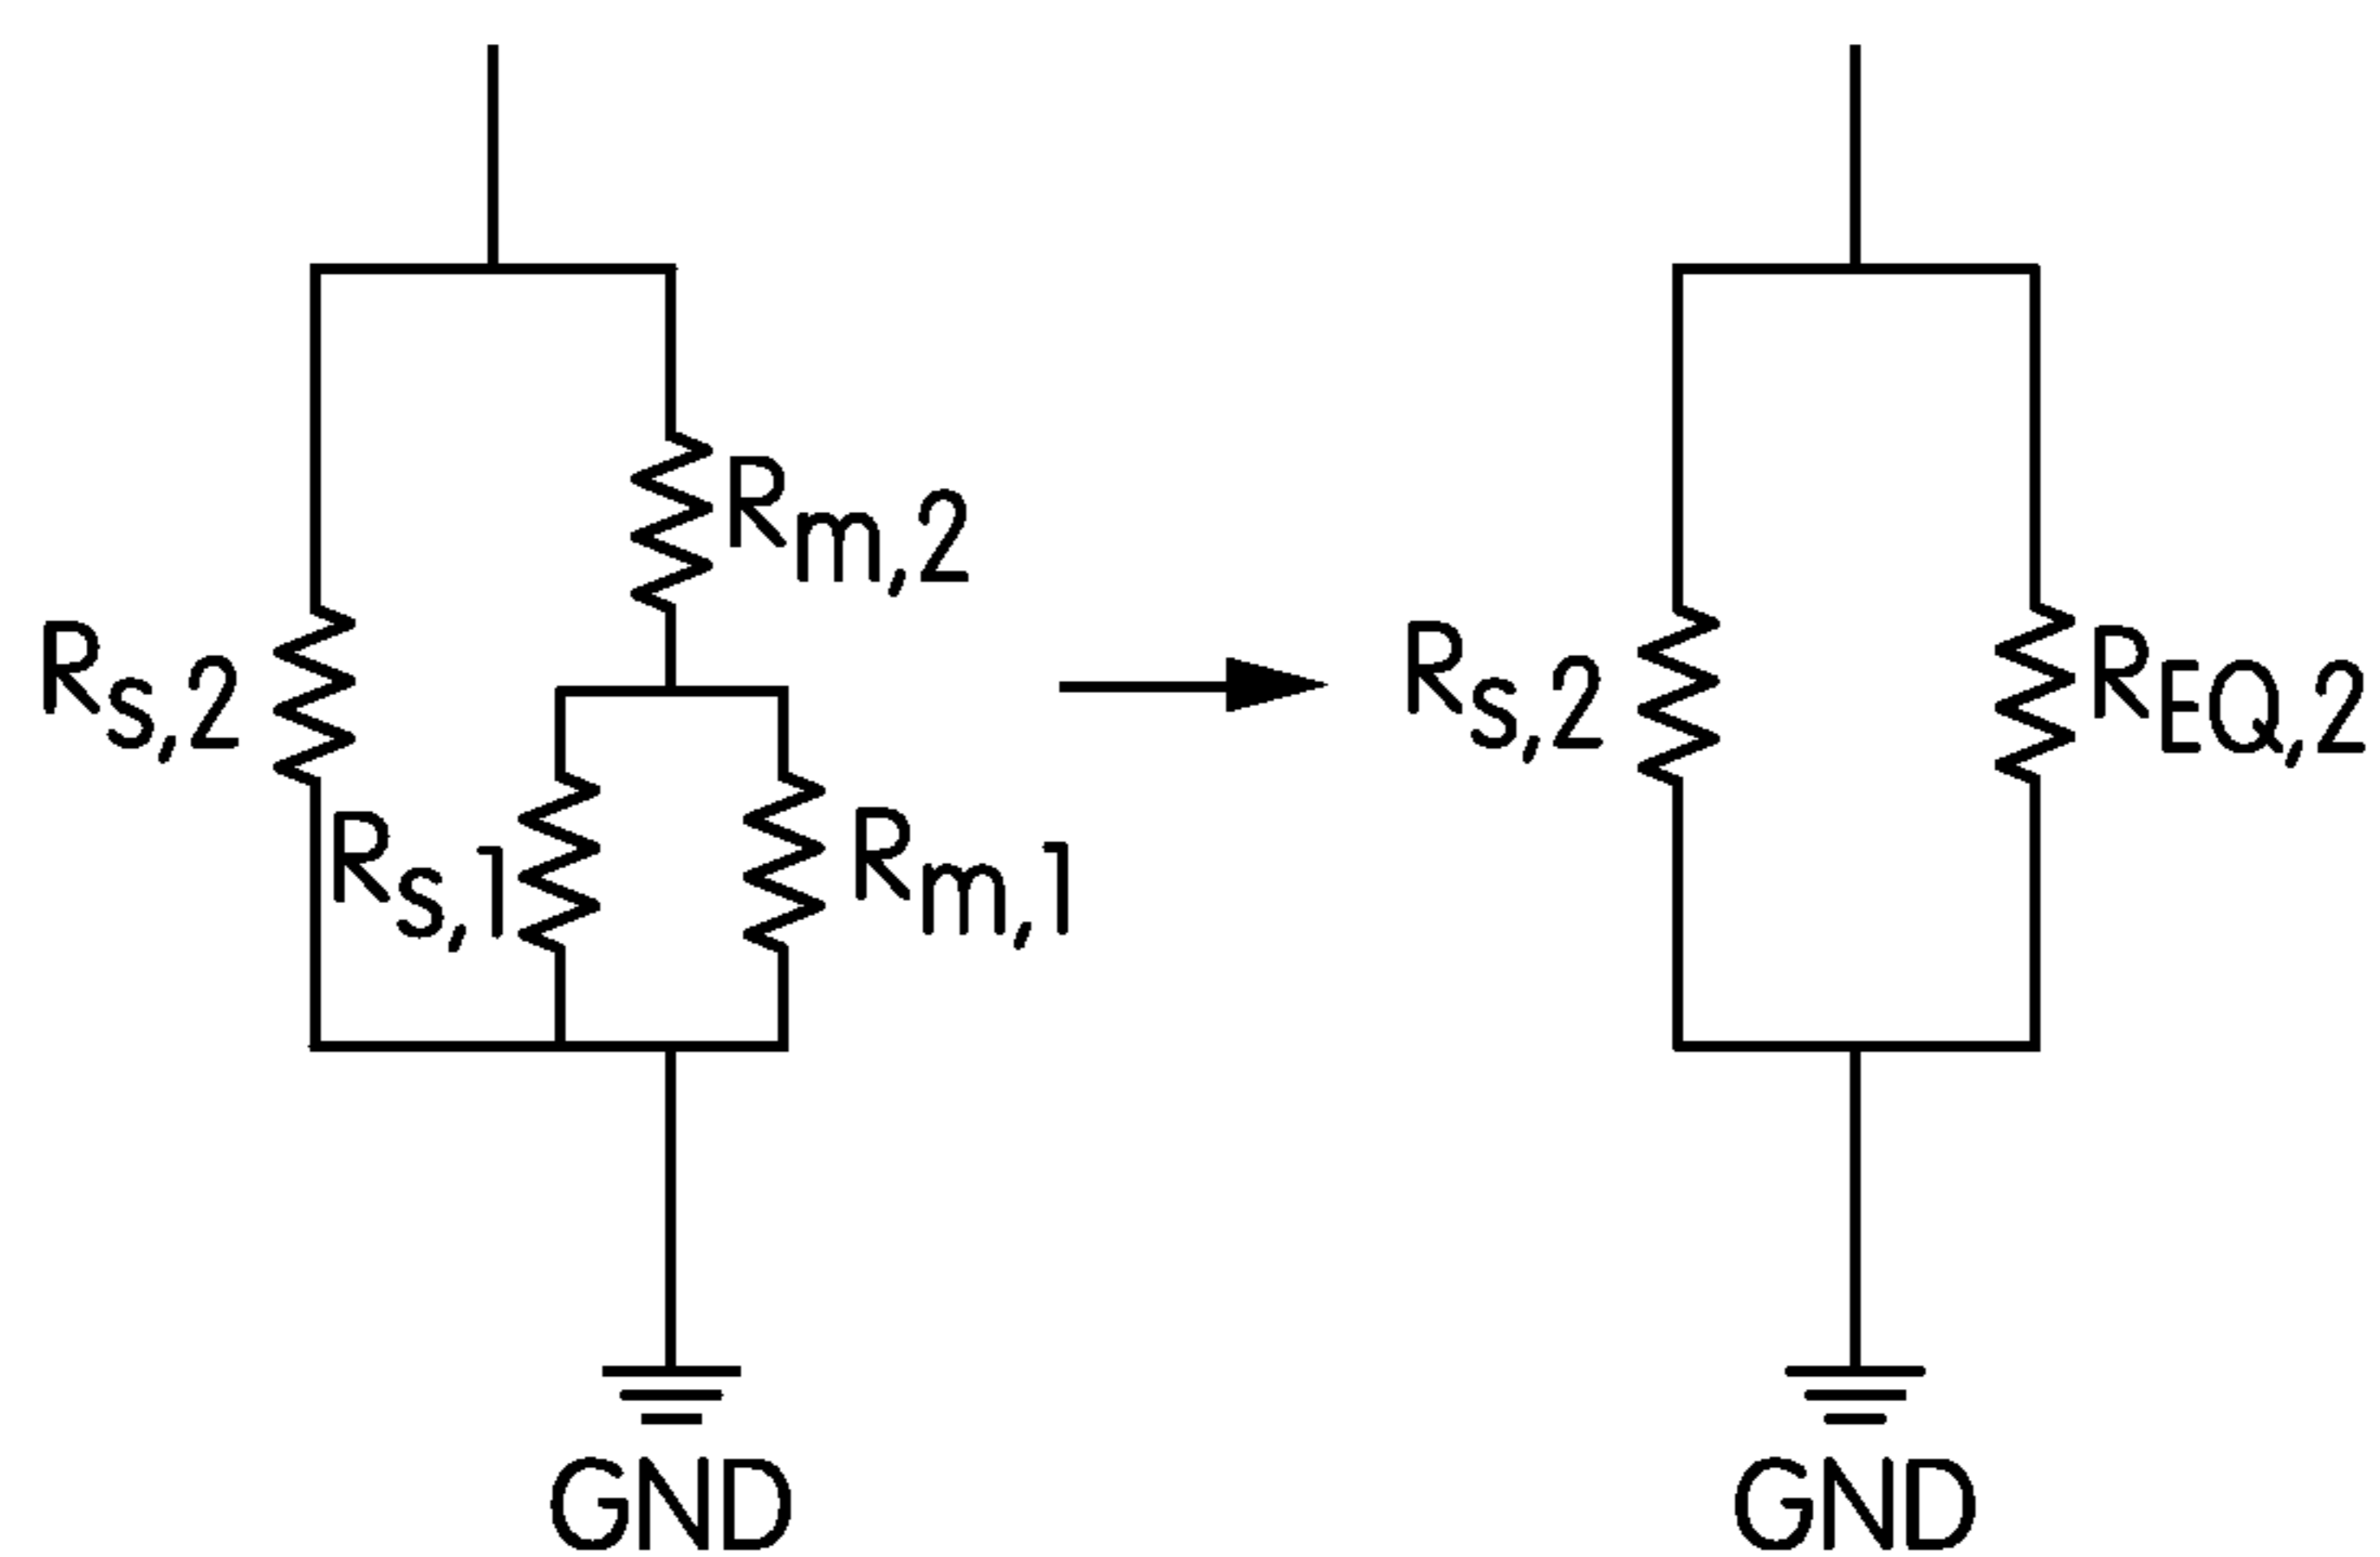 Rm,2
Rs,2
Rs,1
Rm,1
GND
Rs,2
REQ,2
GND